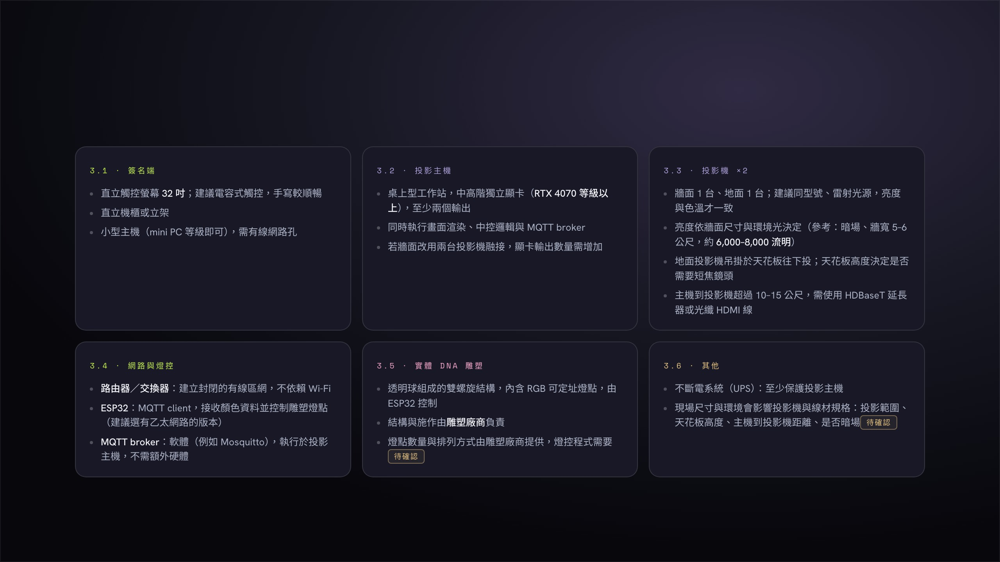 3.1 · 簽名端
直立觸控螢幕 32 吋；建議電容式觸控，手寫較順暢
直立機櫃或立架
小型主機（mini PC 等級即可），需有線網路孔
3.2 · 投影主機
桌上型工作站，中高階獨立顯卡（RTX 4070 等級以
上），至少兩個輸出
同時執行畫面渲染、中控邏輯與 MQTT broker
若牆面改用兩台投影機融接，顯卡輸出數量需增加
3.3 · 投影機 ×2
牆面 1 台、地面 1 台；建議同型號、雷射光源，亮度
與色溫才一致
亮度依牆面尺寸與環境光決定（參考：暗場、牆寬 5–6
公尺，約 6,000–8,000 流明）
地面投影機吊掛於天花板往下投；天花板高度決定是否
需要短焦鏡頭
主機到投影機超過 10–15 公尺，需使用 HDBaseT 延長
器或光纖 HDMI 線
3.4 · 網路與燈控
路由器／交換器：建立封閉的有線區網，不依賴 Wi-Fi
ESP32：MQTT client，接收顏色資料並控制雕塑燈點
（建議選有乙太網路的版本）
MQTT broker：軟體（例如 Mosquitto），執行於投影
主機，不需額外硬體
3.5 · 實體 DNA 雕塑
透明球組成的雙螺旋結構，內含 RGB 可定址燈點，由
ESP32 控制
結構與施作由雕塑廠商負責
燈點數量與排列方式由雕塑廠商提供，燈控程式需要
待確認
3.6 · 其他
不斷電系統（UPS）：至少保護投影主機
現場尺寸與環境會影響投影機與線材規格：投影範圍、
天花板高度、主機到投影機距離、是否暗場 待確認